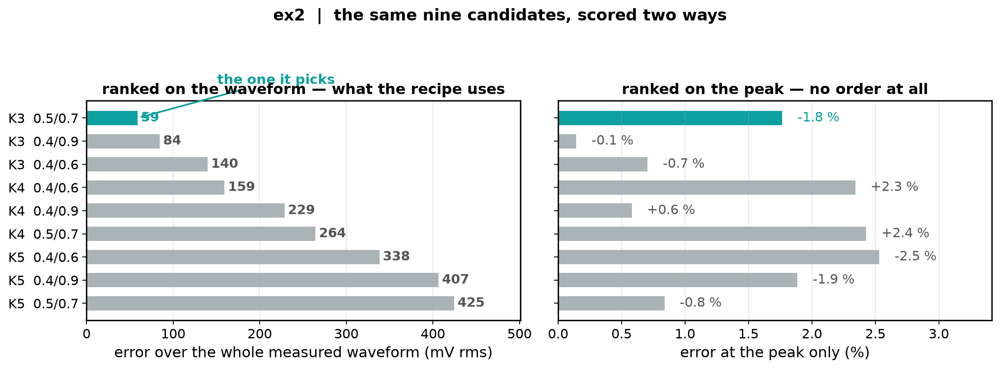 ex2 | the same nine candidates, scored two ways
the one it picks
ranked on the waveform — what the recipe uses
K3 0.5/0.7
59
K3 0.4/0.9
84
K3 0.4/0.6
140
K4 0.4/0.6
159
K4 0.4/0.9
229
K4 0.5/0.7
264
K5 0.4/0.6
338
K5 0.4/0.9
407
K5 0.5/0.7
425
0 100 200 300 400 500
error over the whole measured waveform (mV rms)
ranked on the peak — no order at all
-1.8 %
-0.1 %
-0.7 %
+2.3 %
+0.6 %
+2.4 %
-2.5 %
-1.9 %
-0.8 %
0.0 0.5 1.0 1.5 2.0 2.5 3.0
error at the peak only (%)